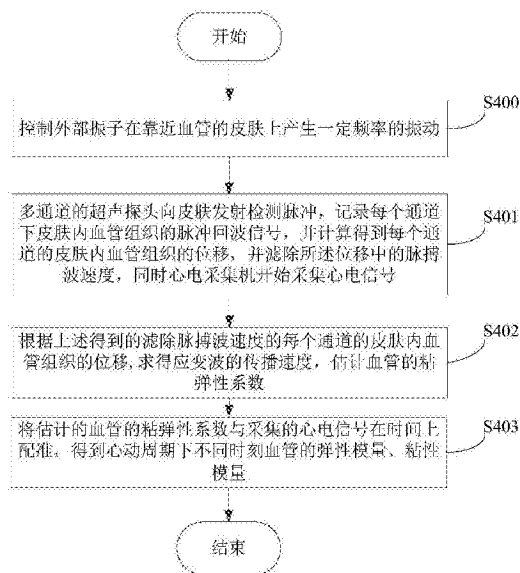 开始
S400
控制外部振子在靠近血管的皮肤上产生一定频率的振动
S401
多通道的超声探头向皮肤发射检测脉冲，记录每个通道
下皮肤内血管组织的脉冲回波信号，并计算得到每个通
道的皮肤内血管组织的位移，并滤除所述位移中的脉搏
波速度，同时心电采集机开始采集心电信号
S402
根据上述得到的滤除脉搏波速度的每个通道的皮肤内血
管组织的位移,求得应变波的传播速度，估计血管的粘
弹性系数
S403
将估计的血管的粘弹性系数与采集的心电信号在时间上
配准，得到心动周期下不同时刻血管的弹性模量、粘性
模量
结束